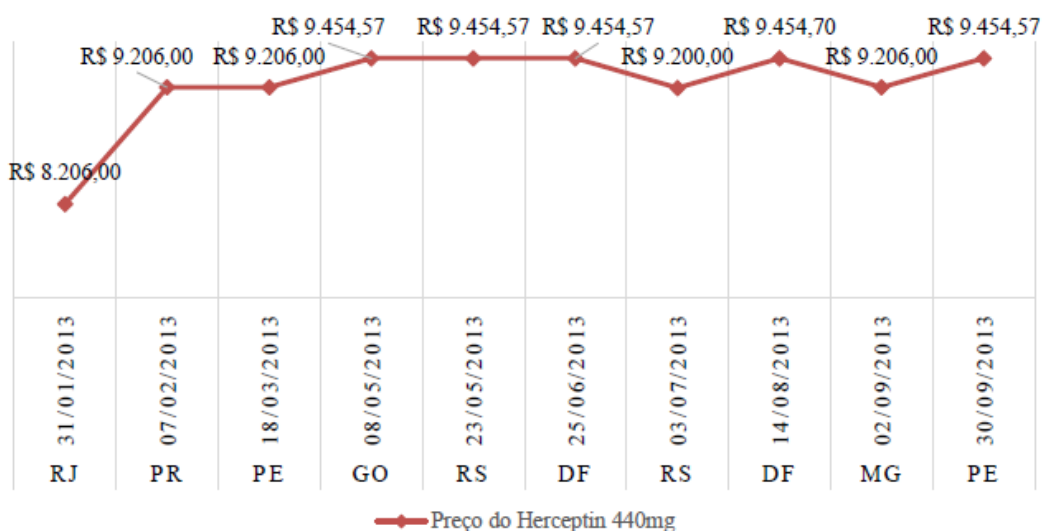 R$ 9.454,57 R$ 9.454,57 R$ 9.454,57 R$ 9.454,70 R$ 9.454,57
R$ 9.206,00 R$ 9.206,00 R$ 9.200,00 R$ 9.206,00
R$ 8.206,00
31/01/2013 07/02/2013 18/03/2013 08/05/2013 23/05/2013 25/06/2013 03/07/2013 14/08/2013 02/09/2013 30/09/2013
RJ PR PE GO RS DF RS DF MG PE
Preço do Herceptin 440mg